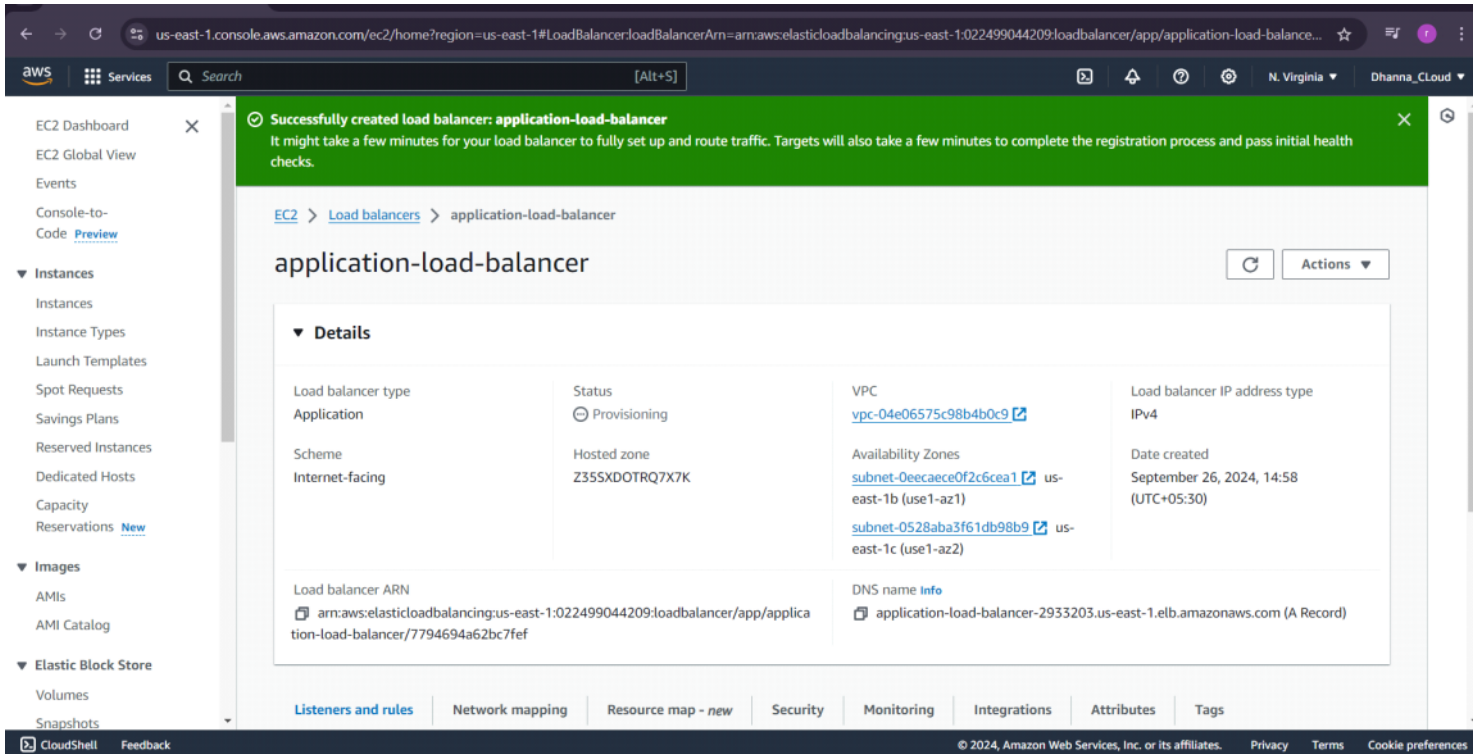 us-east-1.console.aws.amazon.com/ec2/home?region=us-east-1#LoadBalancer:loadBalancerArn=arn:aws:elasticloadbalancing:us-east-1:022499044209:loadbalancer/app/application-load-balance...
r
aws
Services
Search
[Alt+S]
N. Virginia
Dhanna_CLoud
EC2 Dashboard
EC2 Global View
Events
Console-to-
Code Preview
Instances
Instances
Instance Types
Launch Templates
Spot Requests
Savings Plans
Reserved Instances
Dedicated Hosts
Capacity
Reservations New
Images
AMIs
AMI Catalog
Elastic Block Store
Volumes
Snapshots
Successfully created load balancer: application-load-balancer
It might take a few minutes for your load balancer to fully set up and route traffic. Targets will also take a few minutes to complete the registration process and pass initial health
checks.
EC2 > Load balancers > application-load-balancer
application-load-balancer
Actions
Details
Load balancer type
Application
Status
Provisioning
VPC
vpc-04e06575c98b4b0c9
Load balancer IP address type
IPv4
Scheme
Internet-facing
Hosted zone
Z35SXDOTRQ7X7K
Availability Zones
subnet-0eecaece0f2c6cea1 us-
east-1b (use1-az1)
subnet-0528aba3f61db98b9 us-
east-1c (use1-az2)
Date created
September 26, 2024, 14:58
(UTC+05:30)
Load balancer ARN
arn:aws:elasticloadbalancing:us-east-1:022499044209:loadbalancer/app/applica
tion-load-balancer/7794694a62bc7fef
DNS name Info
application-load-balancer-2933203.us-east-1.elb.amazonaws.com (A Record)
Listeners and rules
Network mapping
Resource map - new
Security
Monitoring
Integrations
Attributes
Tags
CloudShell
Feedback
© 2024, Amazon Web Services, Inc. or its affiliates.
Privacy
Terms
Cookie preferences